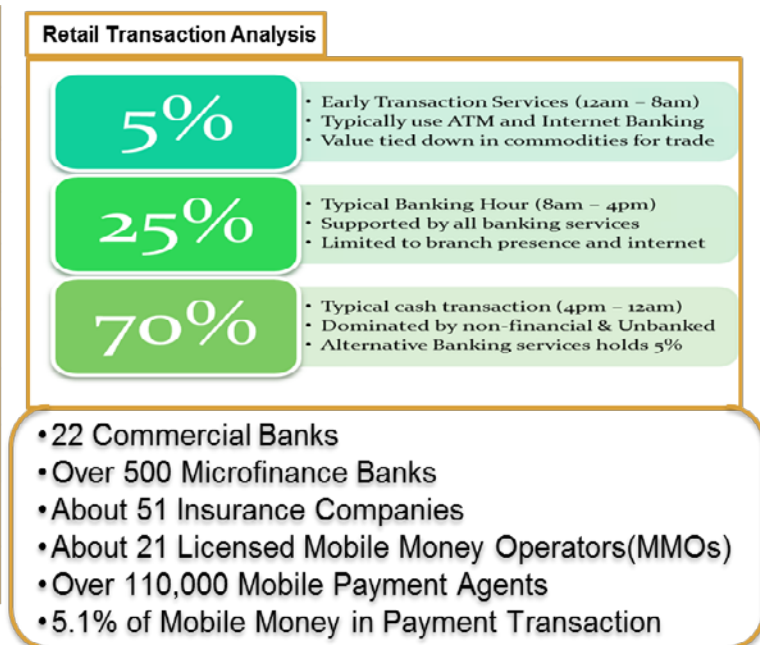 Retail Transaction Analysis
5%
• Early Transaction Services (12am – 8am)
• Typically use ATM and Internet Banking
• Value tied down in commodities for trade
25%
• Typical Banking Hour (8am – 4pm)
• Supported by all banking services
• Limited to branch presence and internet
70%
• Typical cash transaction (4pm – 12am)
• Dominated by non-financial & Unbanked
• Alternative Banking services holds 5%
•22 Commercial Banks
•Over 500 Microfinance Banks
•About 51 Insurance Companies
•About 21 Licensed Mobile Money Operators(MMOs)
•Over 110,000 Mobile Payment Agents
•5.1% of Mobile Money in Payment Transaction